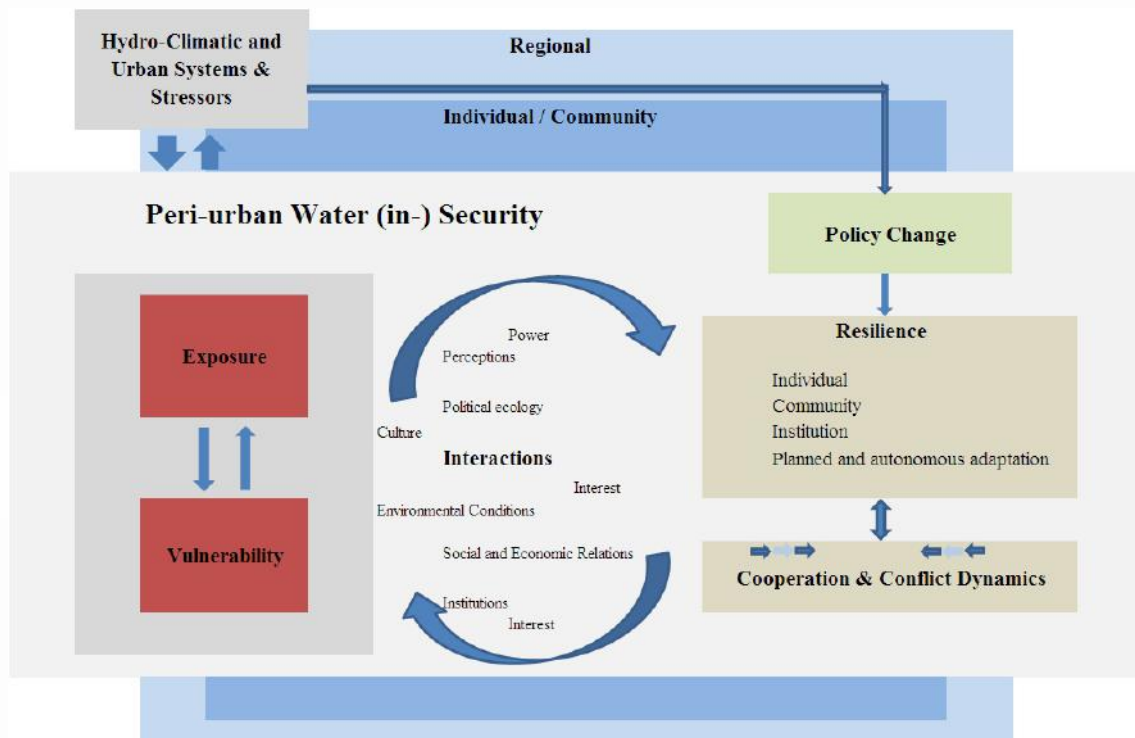 Hydro-Climatic and
Urban Systems &
Stressors
Regional
Individual / Community
Peri-urban Water (in-) Security
Policy Change
Exposure
Vulnerability
Power
Perceptions
Political ecology
Culture
Interactions
Interest
Environmental Conditions
Social and Economic Relations
Institutions
Interest
Resilience
Individual
Community
Institution
Planned and autonomous adaptation
Cooperation & Conflict Dynamics